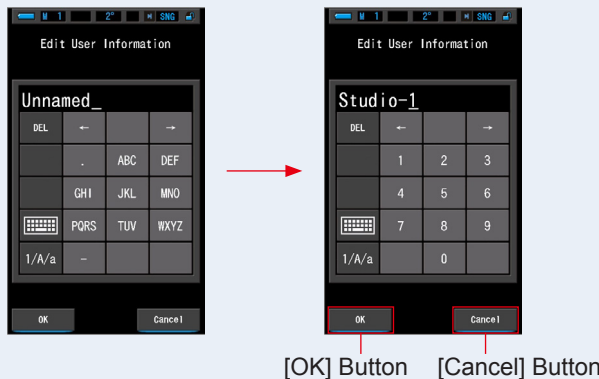 M 1 2° M SNG
Edit User Information
Unnamed_
DEL ← →
. ABC DEF
GHI JKL MNO
PQRS TUV WXYZ
1/A/a -
OK Cancel
M 1 2° M SNG
Edit User Information
Studio-1
DEL ← →
1 2 3
4 5 6
7 8 9
1/A/a 0
OK Cancel
[OK] Button [Cancel] Button